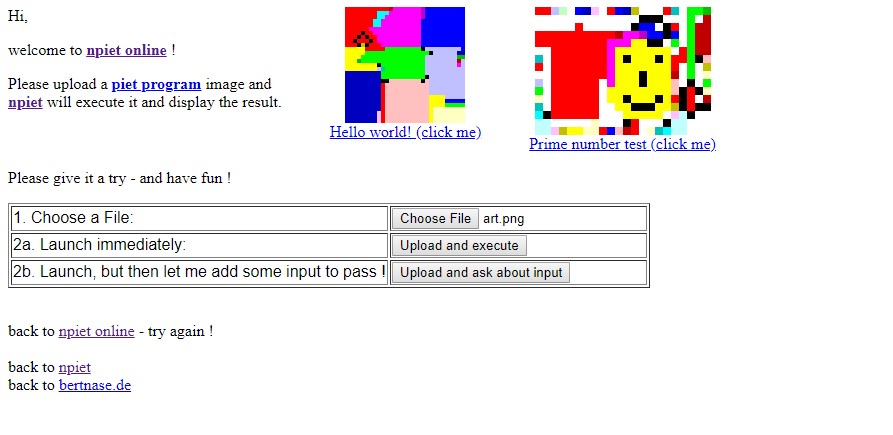 Hi,
welcome to npiet online !
Please upload a piet program image and
npiet will execute it and display the result.
Hello world! (click me)
Prime number test (click me)
Please give it a try - and have fun !
1. Choose a File: Choose File art.png
2a. Launch immediately: Upload and execute
2b. Launch, but then let me add some input to pass ! Upload and ask about input
back to npiet online - try again !
back to npiet
back to bertnase.de